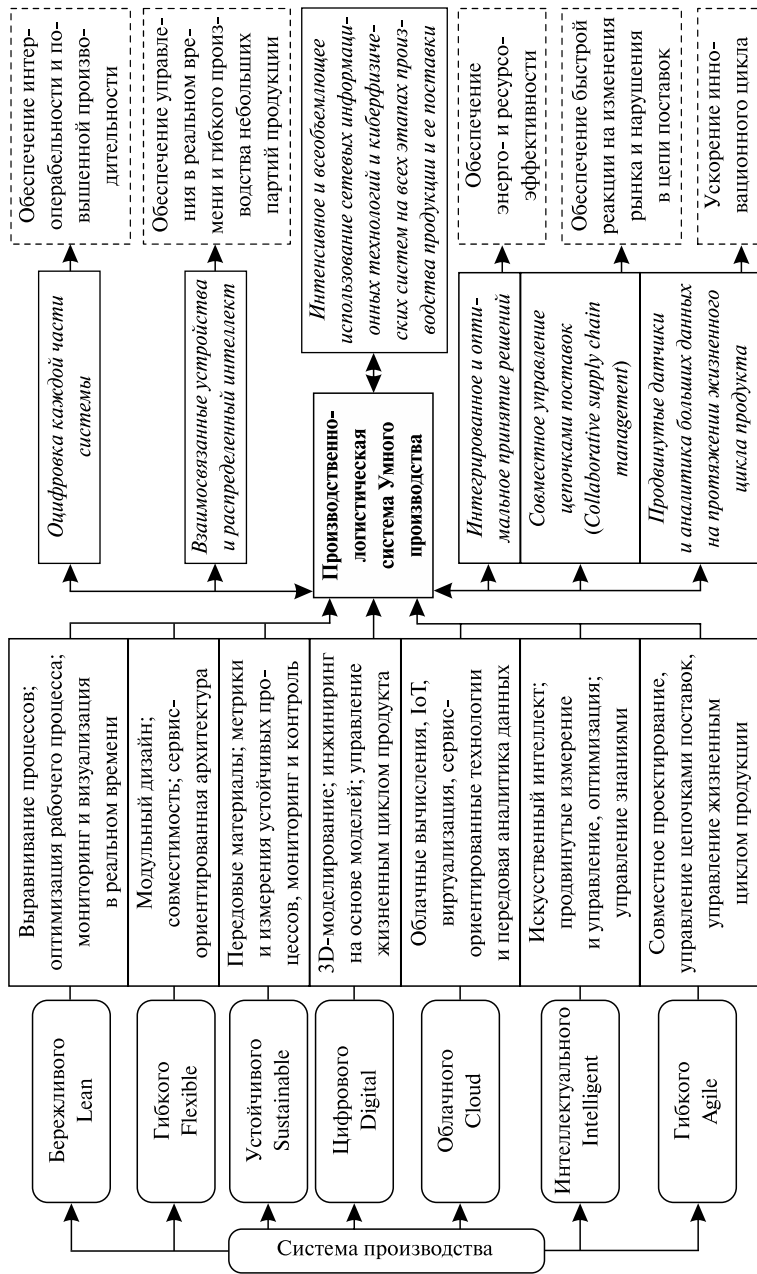 Система производства
Бережливого
Lean
Гибкого
Flexible
Устойчивого
Sustainable
Цифрового
Digital
Облачного
Cloud
Интеллектуального
Intelligent
Гибкого
Agile
Выравнивание процессов;
оптимизация рабочего процесса;
мониторинг и визуализация
в реальном времени
Модульный дизайн;
совместимость; сервис-
ориентированная архитектура
Передовые материалы; метрики
и измерения устойчивых про-
цессов, мониторинг и контроль
3D-моделирование; инжиниринг
на основе моделей; управление
жизненным циклом продукта
Облачные вычисления, IoT,
виртуализация, сервис-
ориентированные технологии
и передовая аналитика данных
Искусственный интеллект;
продвинутые измерение
и управление, оптимизация;
управление знаниями
Совместное проектирование,
управление цепочками поставок,
управление жизненным
циклом продукции
Производственно-
логистическая
система Умного
производства
Оцифровка каждой части
системы
Взаимосвязанные устройства
и распределенный интеллект
Интенсивное и всеобъемлющее
использование сетевых информаци-
онных технологий и киберфизиче-
ских систем на всех этапах произ-
водства продукции и ее поставки
Интегрированное и опти-
мальное принятие решений
Совместное управление
цепочками поставок
(Collaborative supply chain
management)
Продвинутые датчики
и аналитика больших данных
на протяжении жизненного
цикла продукта
Обеспечение интер-
операбельности и по-
вышенной произво-
дительности
Обеспечение управле-
ния в реальном вре-
мени и гибкого произ-
водства небольших
партий продукции
Обеспечение
энерго- и ресурсо-
эффективности
Обеспечение быстрой
реакции на изменения
рынка и нарушения
в цепи поставок
Ускорение инно-
вационного цикла